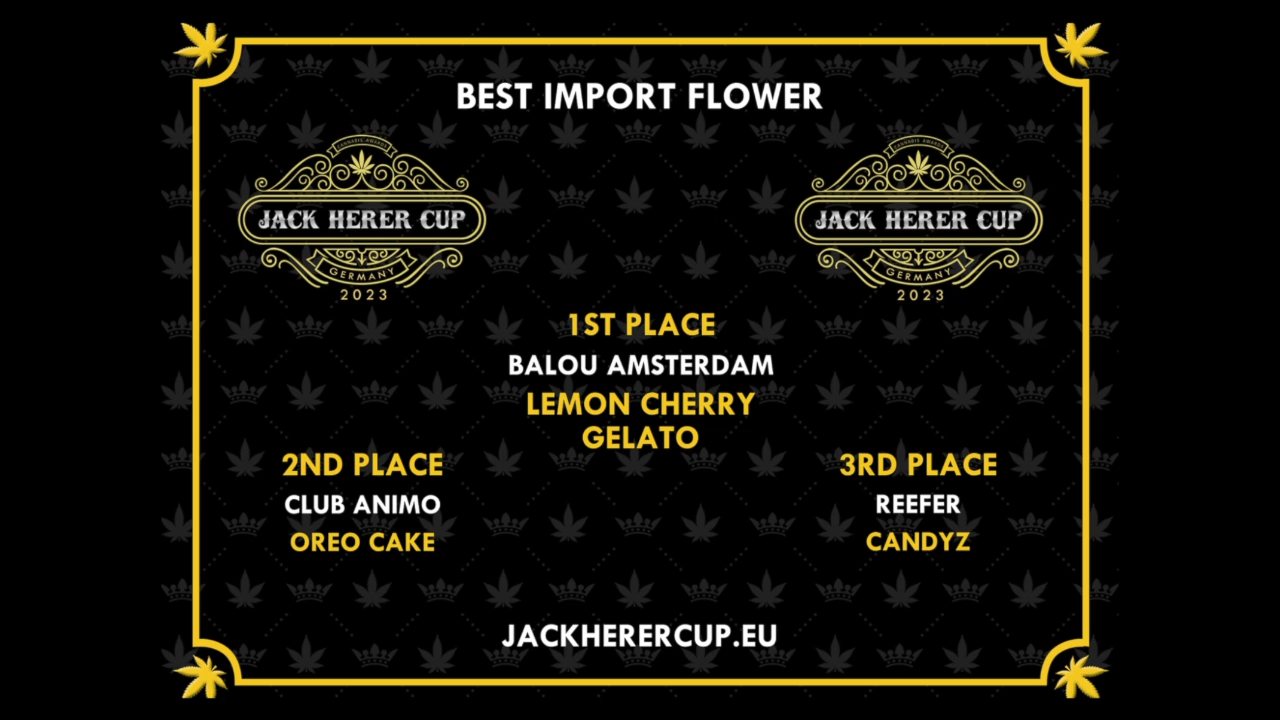 BEST IMPORT FLOWER
CANNABIS AWARDS
JACK HERER CUP
GERMANY
2023
CANNABIS AWARDS
JACK HERER CUP
GERMANY
2023
1ST PLACE
BALOU AMSTERDAM
LEMON CHERRY
GELATO
2ND PLACE
CLUB ANIMO
OREO CAKE
3RD PLACE
REEFER
CANDYZ
JACKHERERCUP.EU